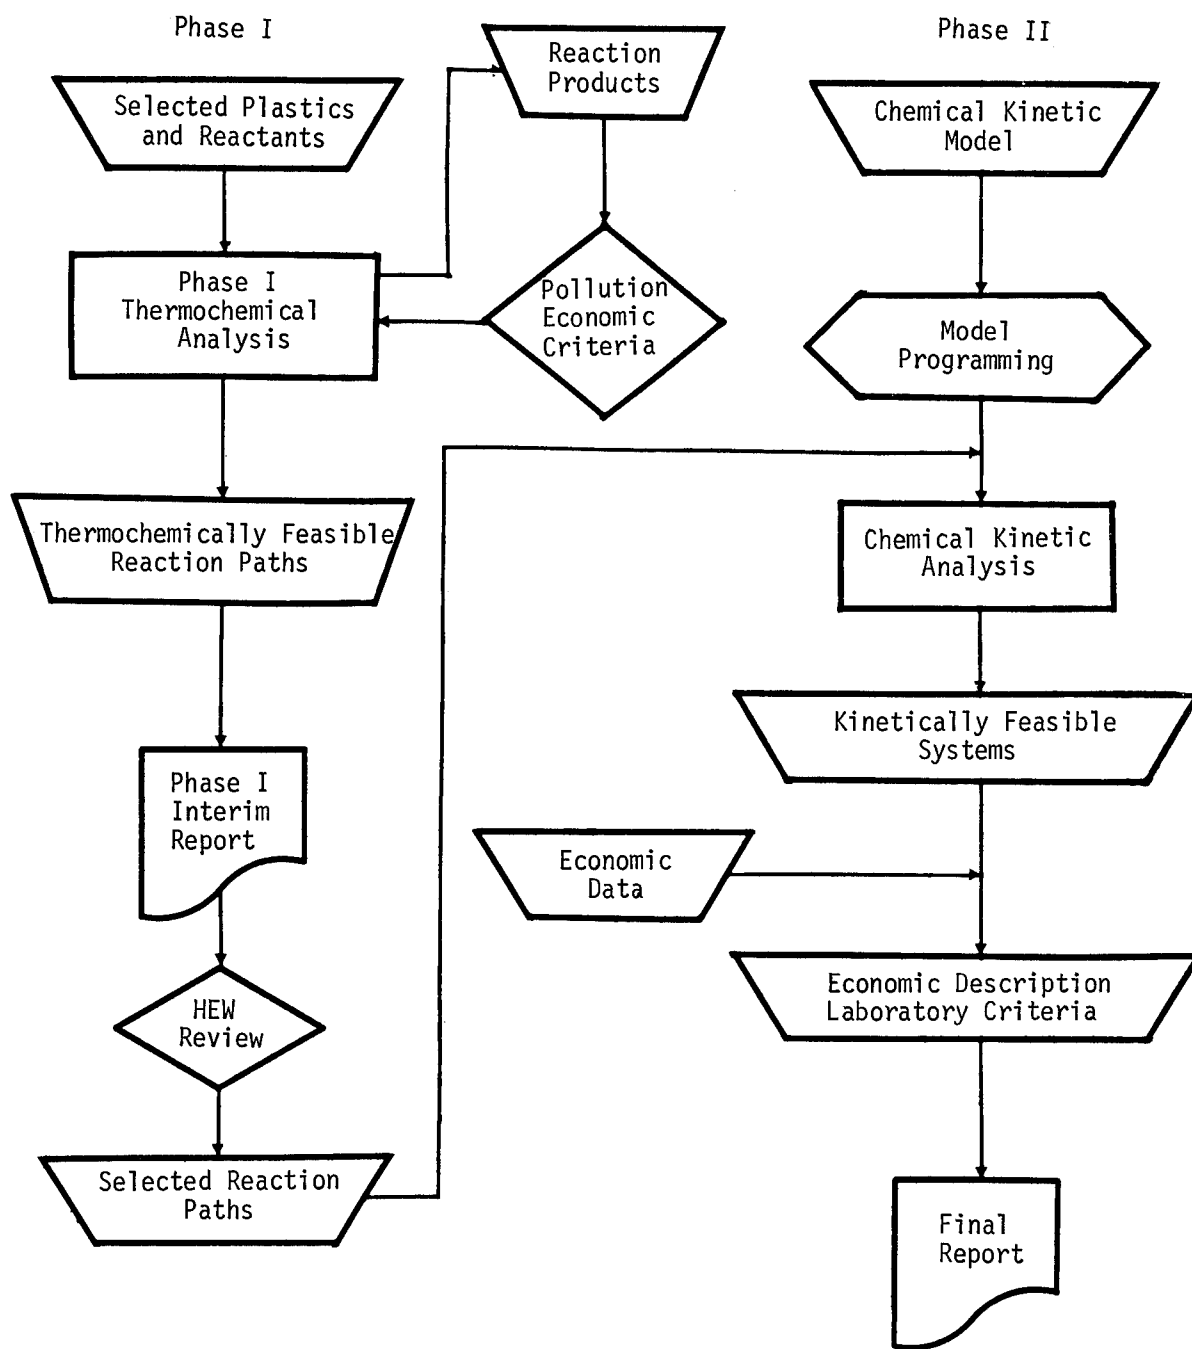 Phase I
Selected Plastics
and Reactants
Reaction
Products
Phase I
Thermochemical
Analysis
Pollution
Economic
Criteria
Thermochemically Feasible
Reaction Paths
Phase I
Interim
Report
HEW
Review
Selected Reaction
Paths
Phase II
Chemical Kinetic
Model
Model
Programming
Chemical Kinetic
Analysis
Kinetically Feasible
Systems
Economic
Data
Economic Description
Laboratory Criteria
Final
Report